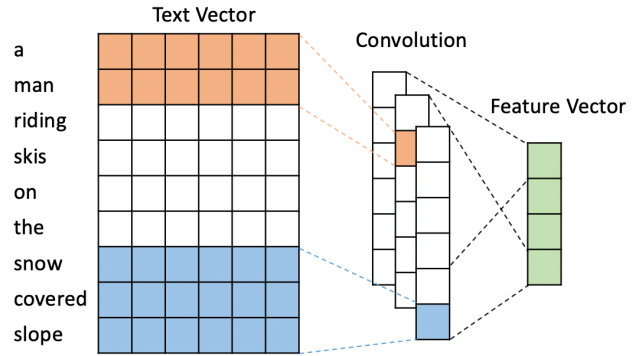 Text Vector
Convolution
Feature Vector
a
man
riding
skis
on
the
snow
covered
slope